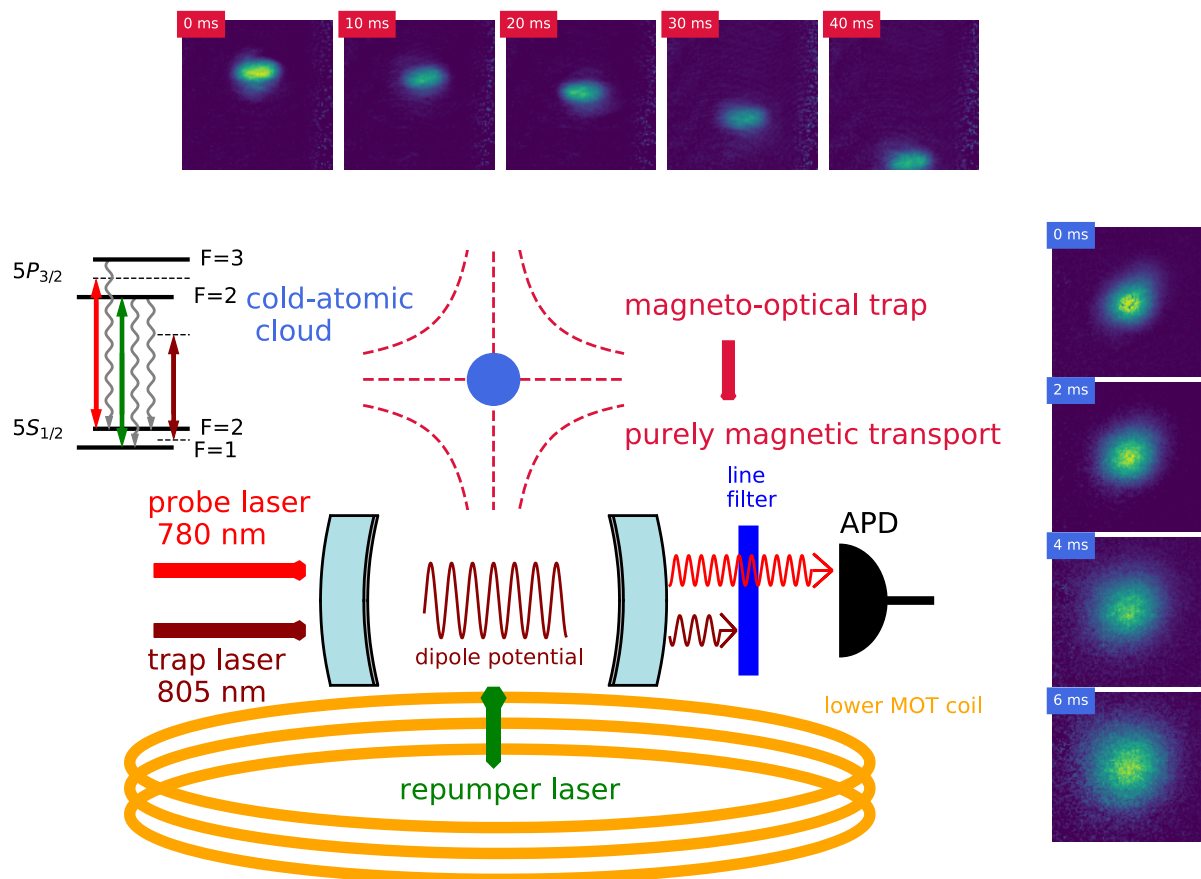 0 ms
10 ms
20 ms
30 ms
40 ms
0 ms
2 ms
4 ms
6 ms
5P3/2
F=3
F=2
5S1/2
F=2
F=1
cold-atomic
cloud
magneto-optical trap
purely magnetic transport
probe laser
780 nm
trap laser
805 nm
dipole potential
line
filter
APD
lower MOT coil
repumper laser